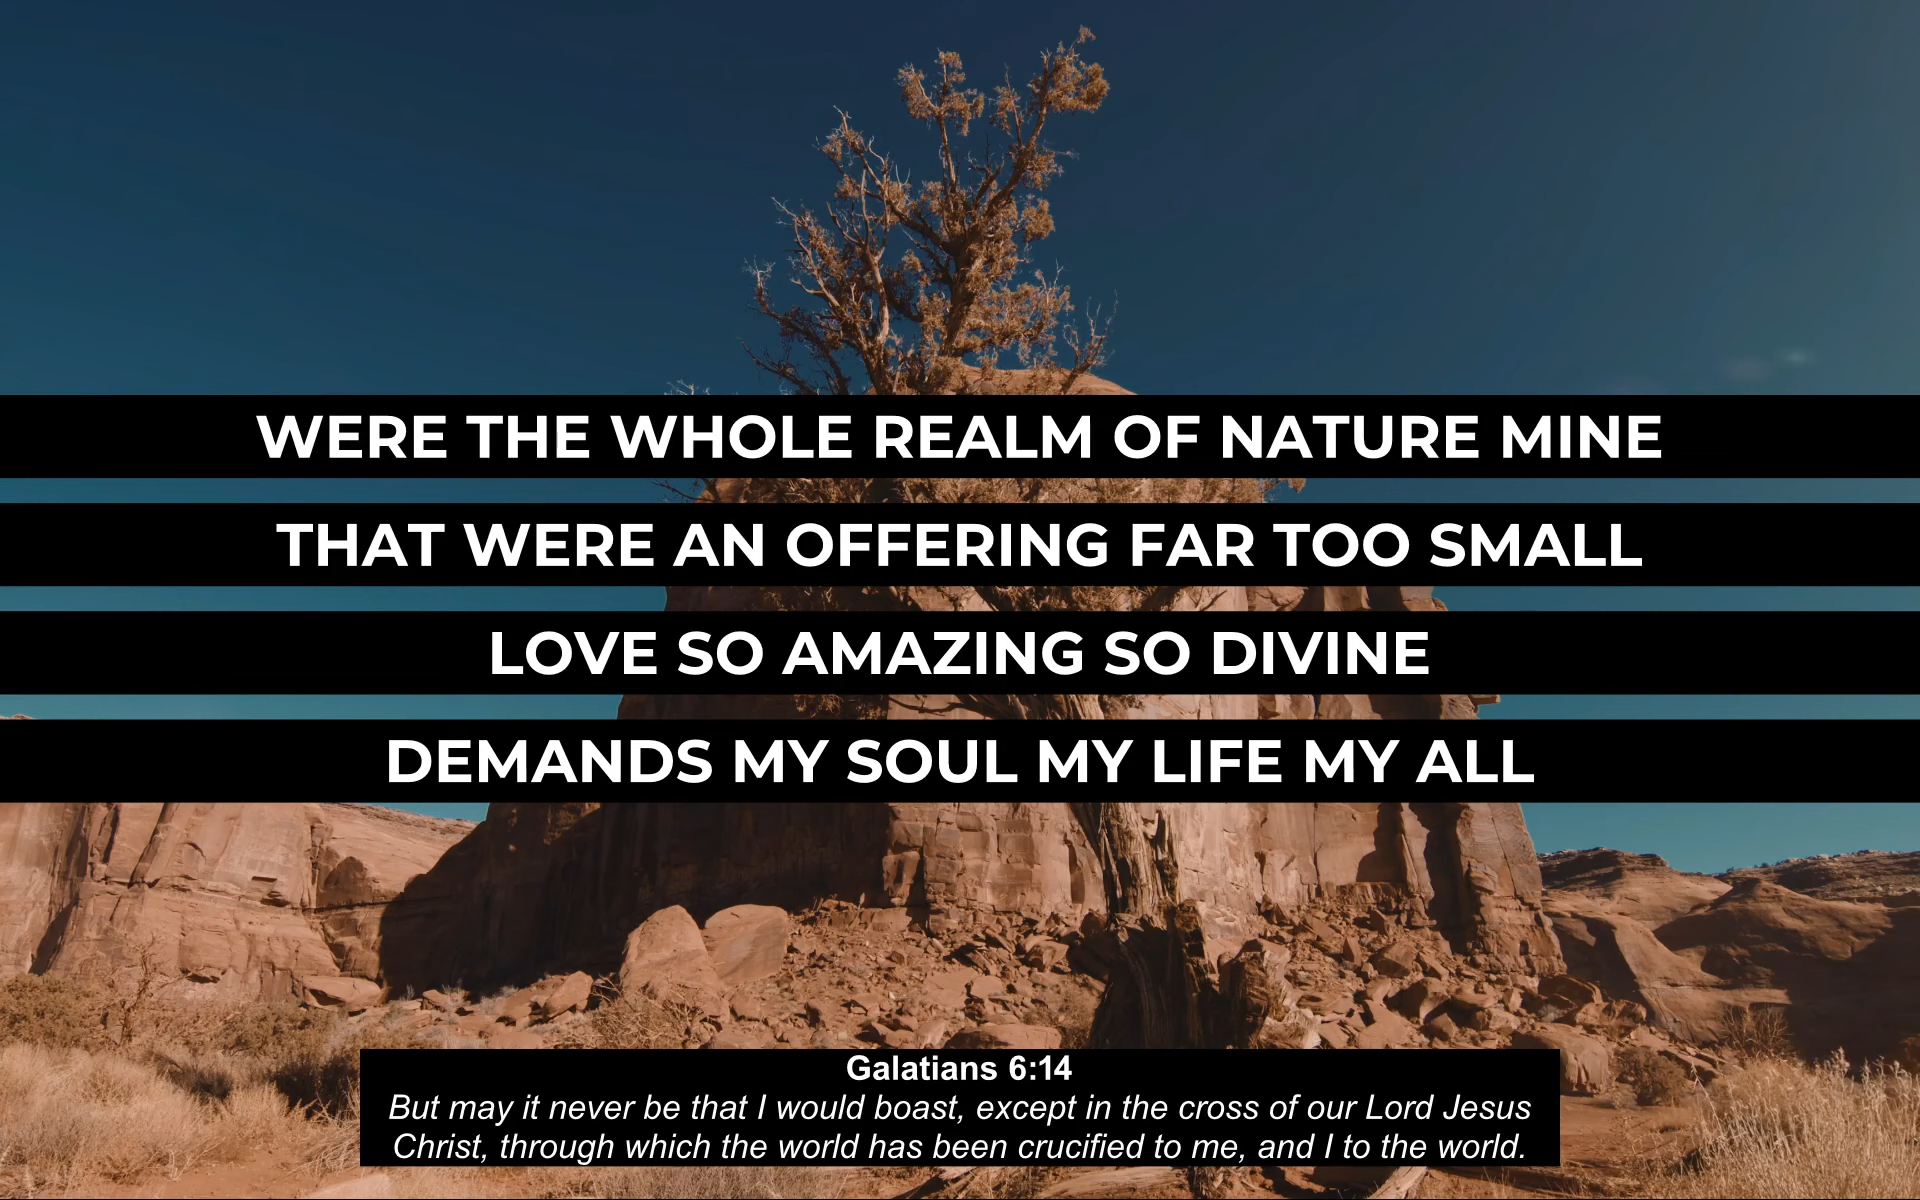 WERE THE WHOLE REALM OF NATURE MINE
THAT WERE AN OFFERING FAR TOO SMALL
LOVE SO AMAZING SO DIVINE
DEMANDS MY SOUL MY LIFE MY ALL
Galatians 6:14
But may it never be that I would boast, except in the cross of our Lord Jesus
Christ, through which the world has been crucified to me, and I to the world.